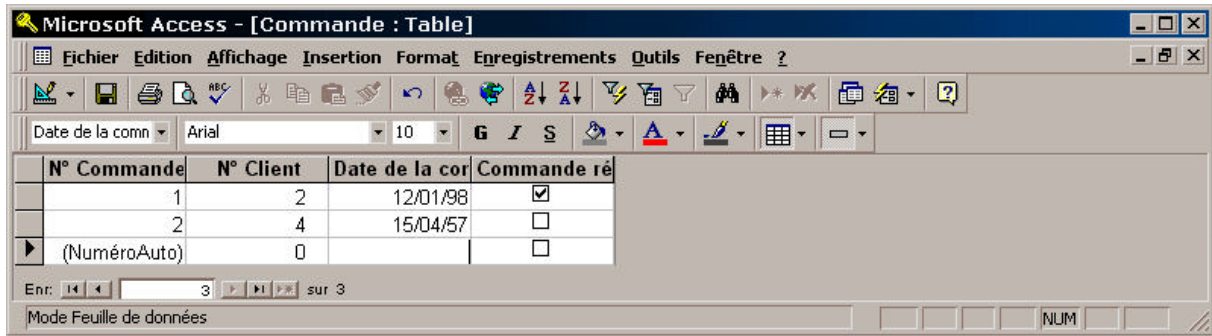 Microsoft Access - [Commande : Table]
Fichier Edition Affichage Insertion Format Enregistrements Outils Fenêtre ?
Date de la comn Arial 10 G I S A
N° Commande N° Client Date de la cor Commande ré
1 2 12/01/98
2 4 15/04/57
(NuméroAuto) 0
Enr: 3 sur 3
Mode Feuille de données NUM